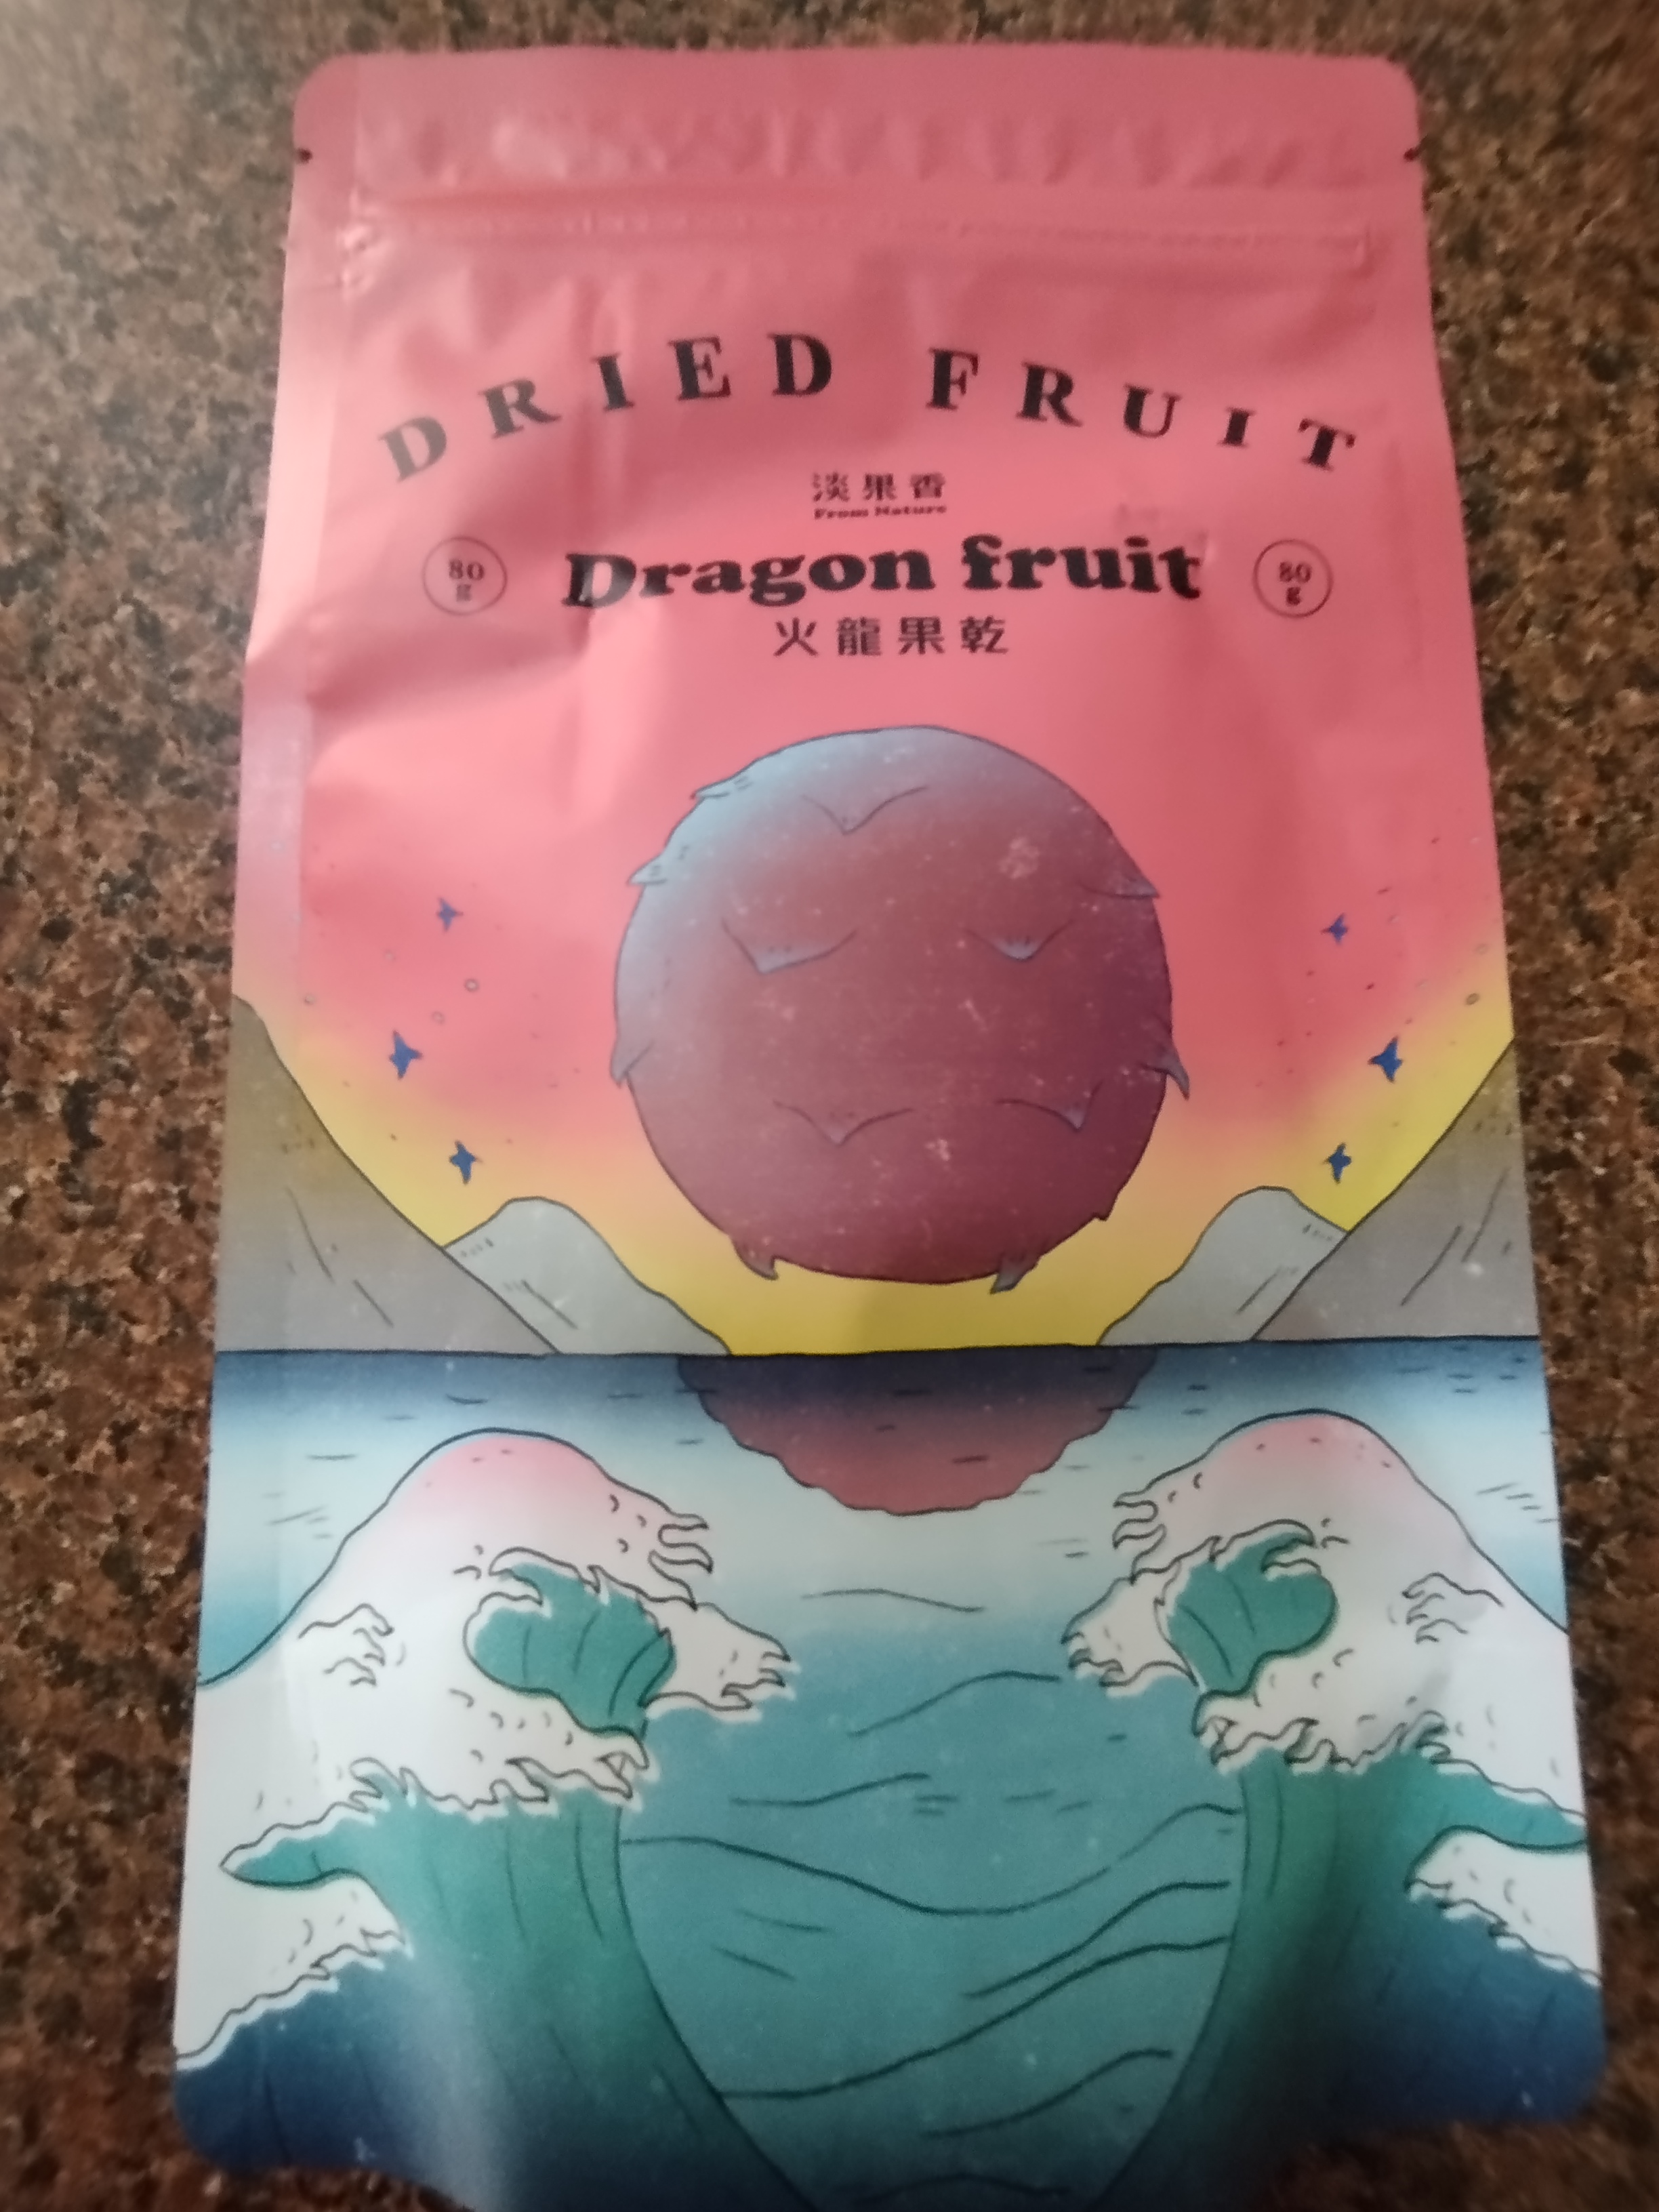 DRIED FRUIT
淡果香
From Nature
80
g
Dragon fruit
80
g
火龍果乾